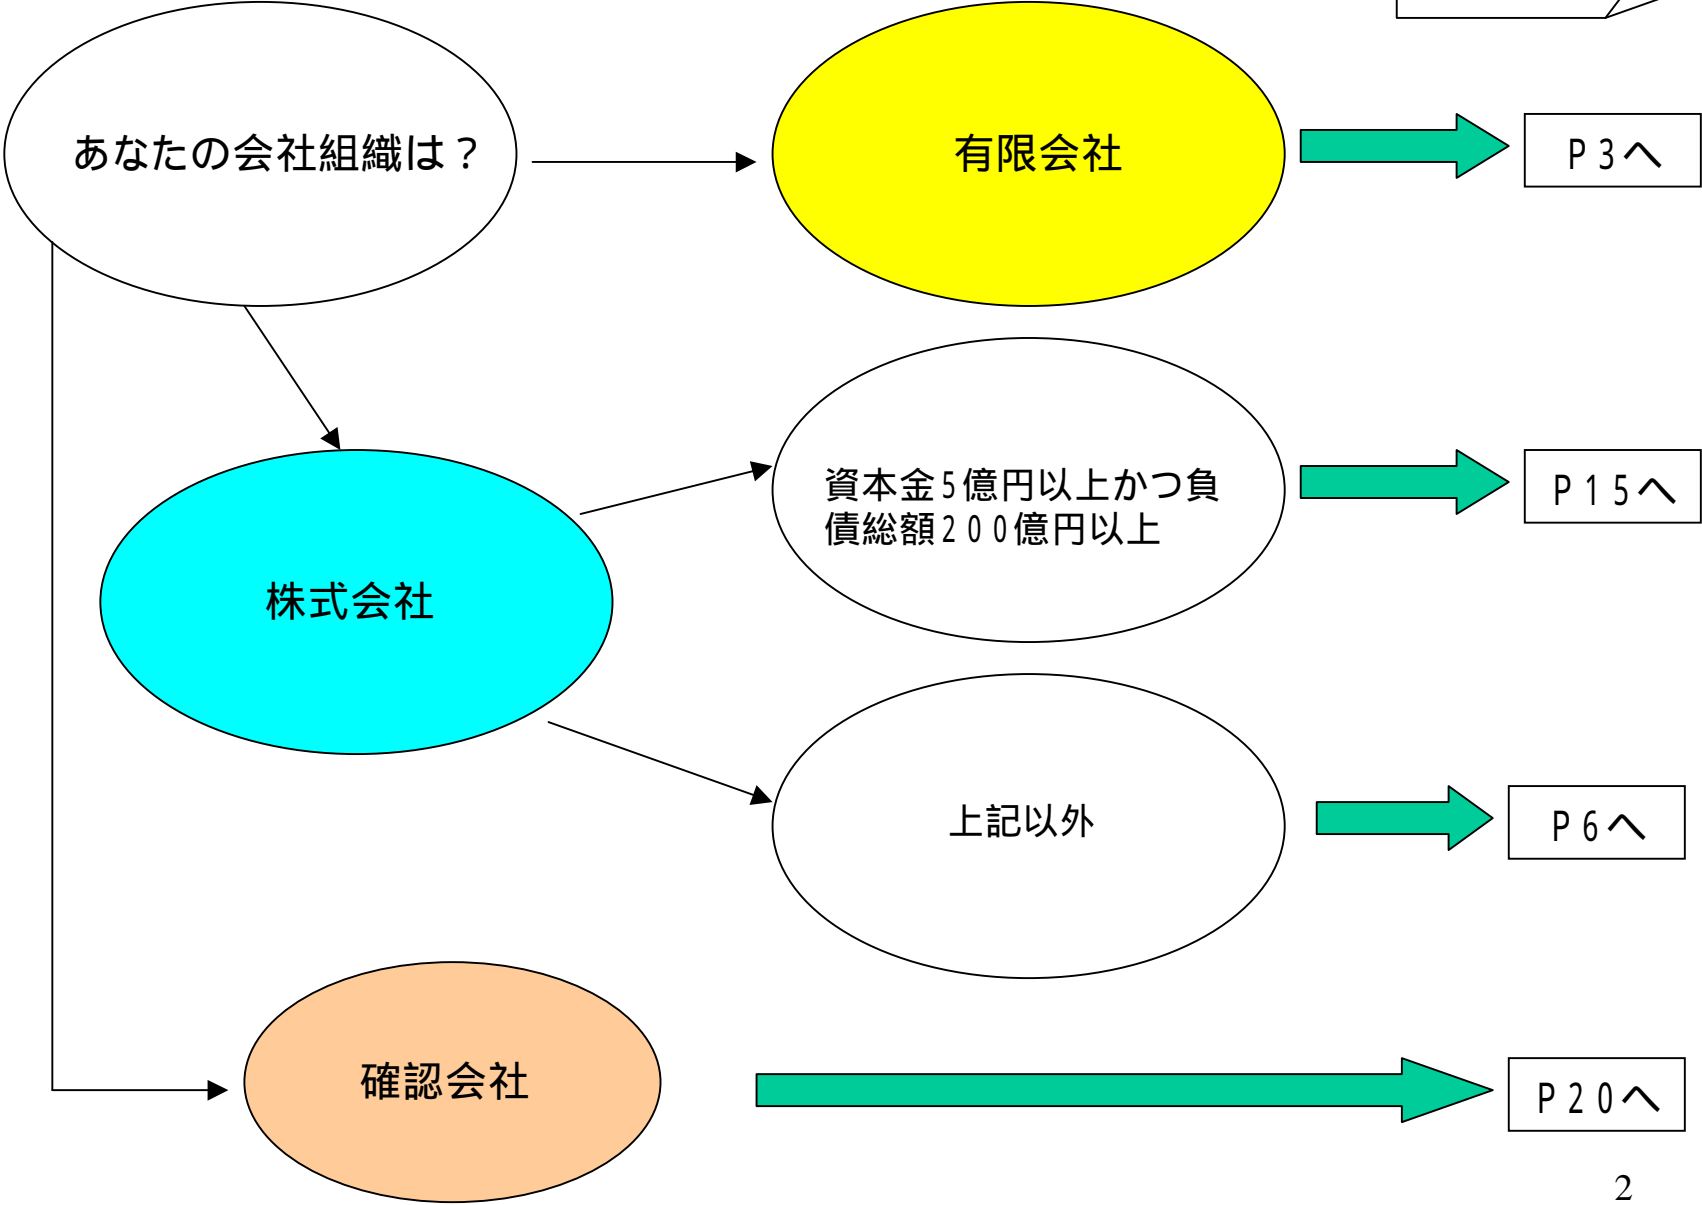 あなたの会社組織は？
有限会社
Ｐ３へ
資本金５億円以上かつ負
債総額２００億円以上
Ｐ１５へ
株式会社
上記以外
Ｐ６へ
確認会社
Ｐ２０へ
2